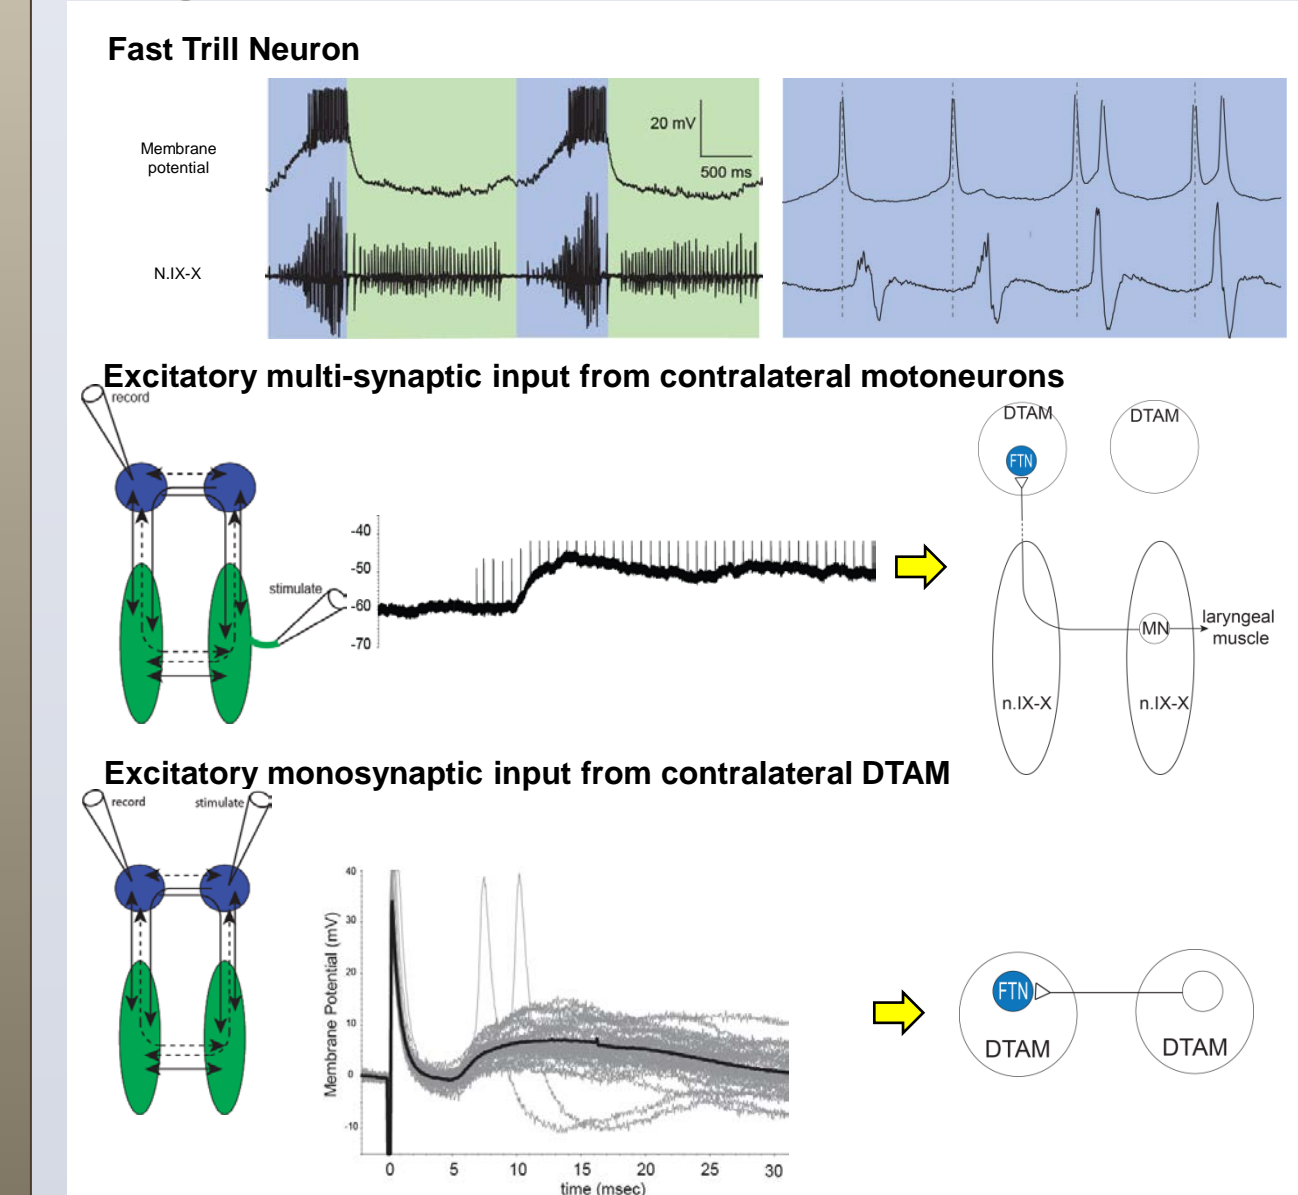 Fast Trill Neuron
Membrane
potential
20 mV
500 ms
N.IX-X
Excitatory multi-synaptic input from contralateral motoneurons
record
stimulate
-40
-50
-60
-70
DTAM
DTAM
FTN
MN
laryngeal
muscle
n.IX-X
n.IX-X
Excitatory monosynaptic input from contralateral DTAM
record
stimulate
Membrane Potential (mV)
40
30
20
10
0
-10
0
5
10
15
20
25
30
time (msec)
FTN
DTAM
DTAM